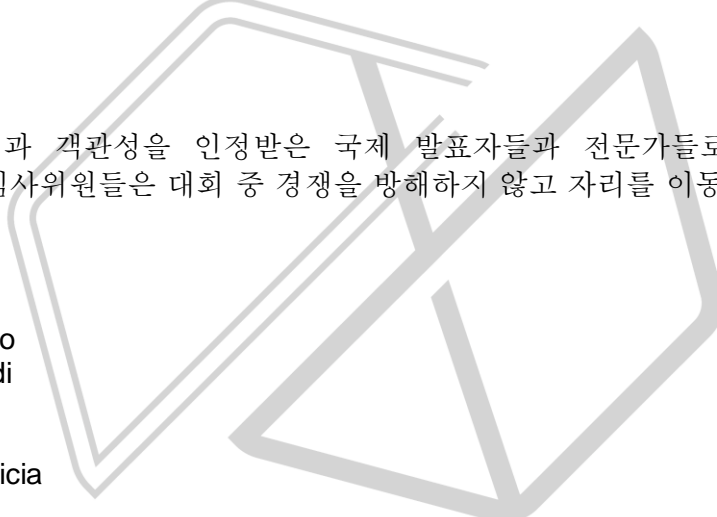 과 객관성을 인정받은 국제 발표자들과 전문가들로
심사위원들은 대회 중 경쟁을 방해하지 않고 자리를 이동
o
di
icia